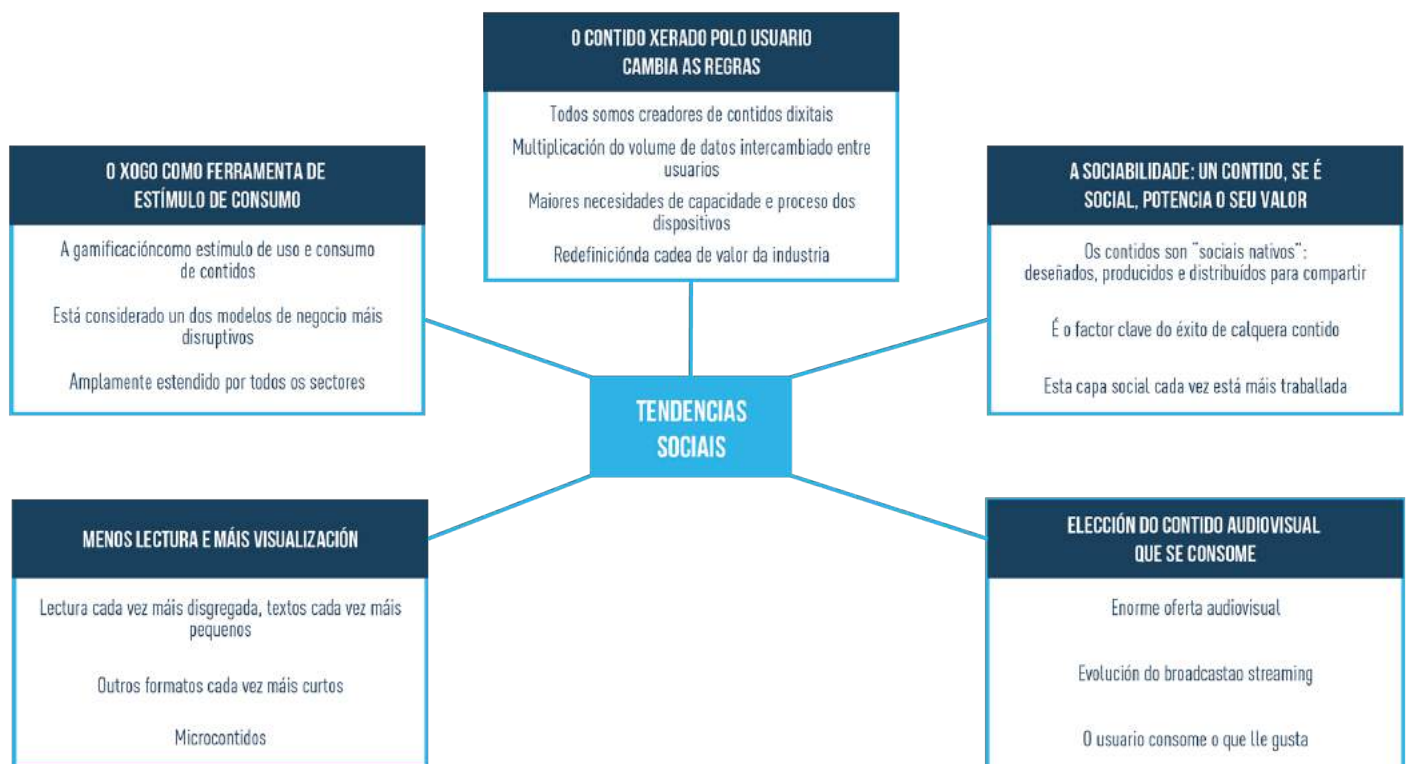 O CONTIDO XERADO POLO USUARIO
CAMBIA AS REGRAS
Todos somos creadores de contidos dixitais
Multiplicación do volume de datos intercambiado entre
usuarios
Maiores necesidades de capacidade e proceso dos
dispositivos
Redefiniciónda cadea de valor da industria
O XOGO COMO FERRAMENTA DE
ESTÍMULO DE CONSUMO
A gamificacióncomo estímulo de uso e consumo
de contidos
Está considerado un dos modelos de negocio máis
disruptivos
Amplamente estendido por todos os sectores
A SOCIABILIDADE: UN CONTIDO, SE É
SOCIAL, POTENCIA O SEU VALOR
Os contidos son "sociais nativos":
deseñados, producidos e distribuídos para compartir
É o factor clave do éxito de calquera contido
Esta capa social cada vez está máis traballada
TENDENCIAS
SOCIAIS
MENOS LECTURA E MÁIS VISUALIZACIÓN
Lectura cada vez máis disgregada, textos cada vez máis
pequenos
Outros formatos cada vez máis curtos
Microcontidos
ELECCIÓN DO CONTIDO AUDIOVISUAL
QUE SE CONSOME
Enorme oferta audiovisual
Evolución do broadcastao streaming
O usuario consome o que lle gusta